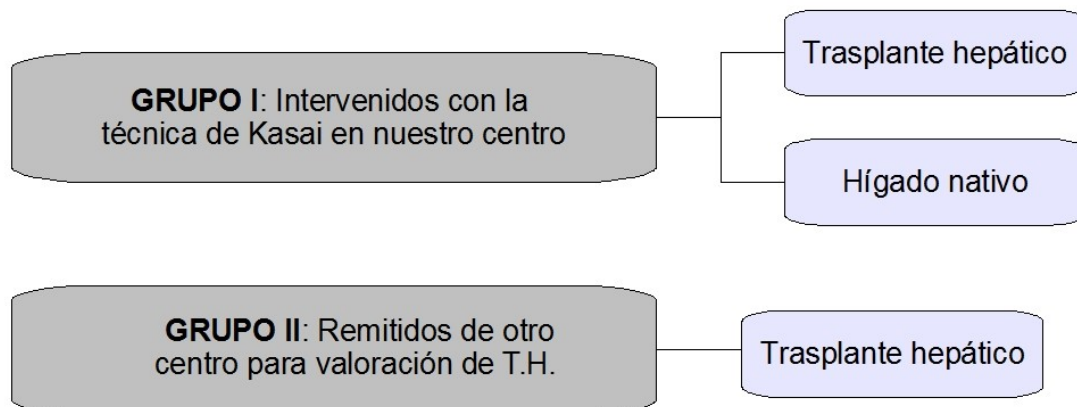 GRUPO I: Intervenidos con la
técnica de Kasai en nuestro centro
Trasplante hepático
Hígado nativo
GRUPO II: Remitidos de otro
centro para valoración de T.H.
Trasplante hepático